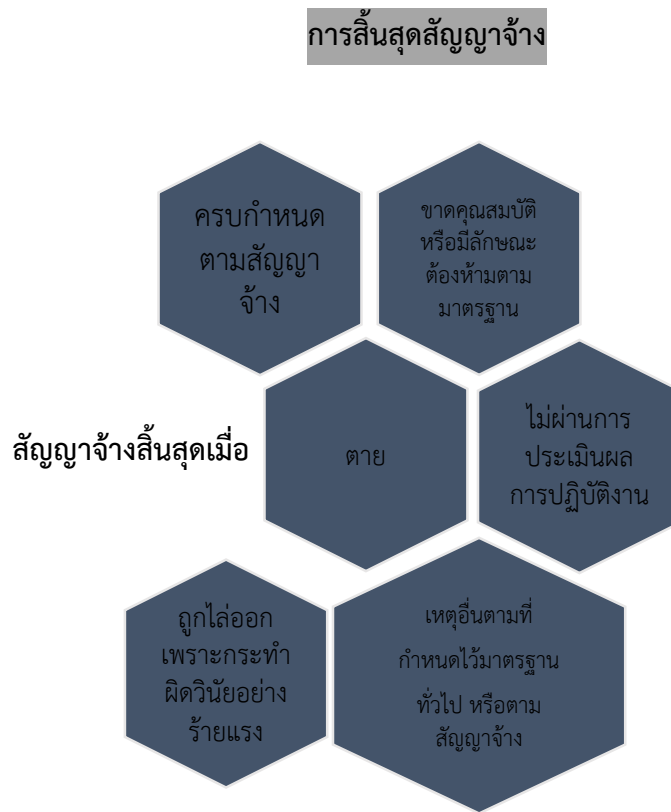 การสิ้นสุดสัญญาจ้าง
ครบกำหนด
ตามสัญญา
จ้าง
ขาดคุณสมบัติ
หรือมีลักษณะ
ต้องห้ามตาม
มาตรฐาน
สัญญาจ้างสิ้นสุดเมื่อ
ตาย
ไม่ผ่านการ
ประเมินผล
การปฏิบัติงาน
ถูกไล่ออก
เพราะกระทำ
ผิดวินัยอย่าง
ร้ายแรง
เหตุอื่นตามที่
กำหนดไว้มาตรฐาน
ทั่วไป หรือตาม
สัญญาจ้าง